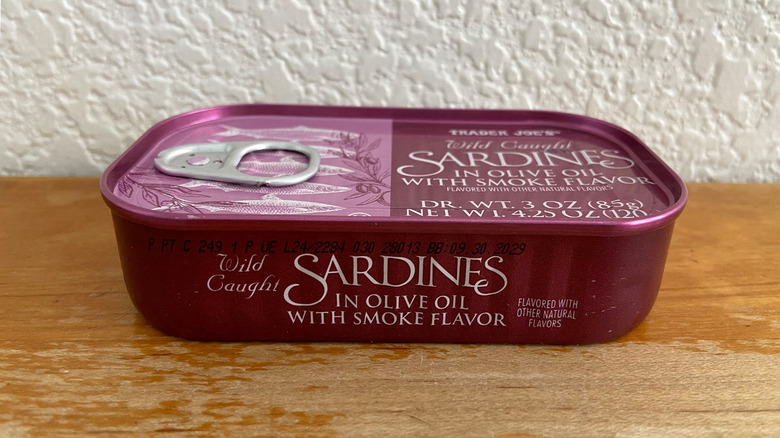 TRADER JOE'S
Wild Caught
SARDINES
IN OLIVE OIL
WITH SMOKE FLAVOR
FLAVORED WITH OTHER NATURAL FLAVORS
DR. WT. 3 OZ (85g)
NET WT. 4.25 OZ (120
P PT C 249 1 P UE L24/2284 030 28013 BB:09.30 2029
Wild
Caught
SARDINES
IN OLIVE OIL
WITH SMOKE FLAVOR
FLAVORED WITH
OTHER NATURAL
FLAVORS